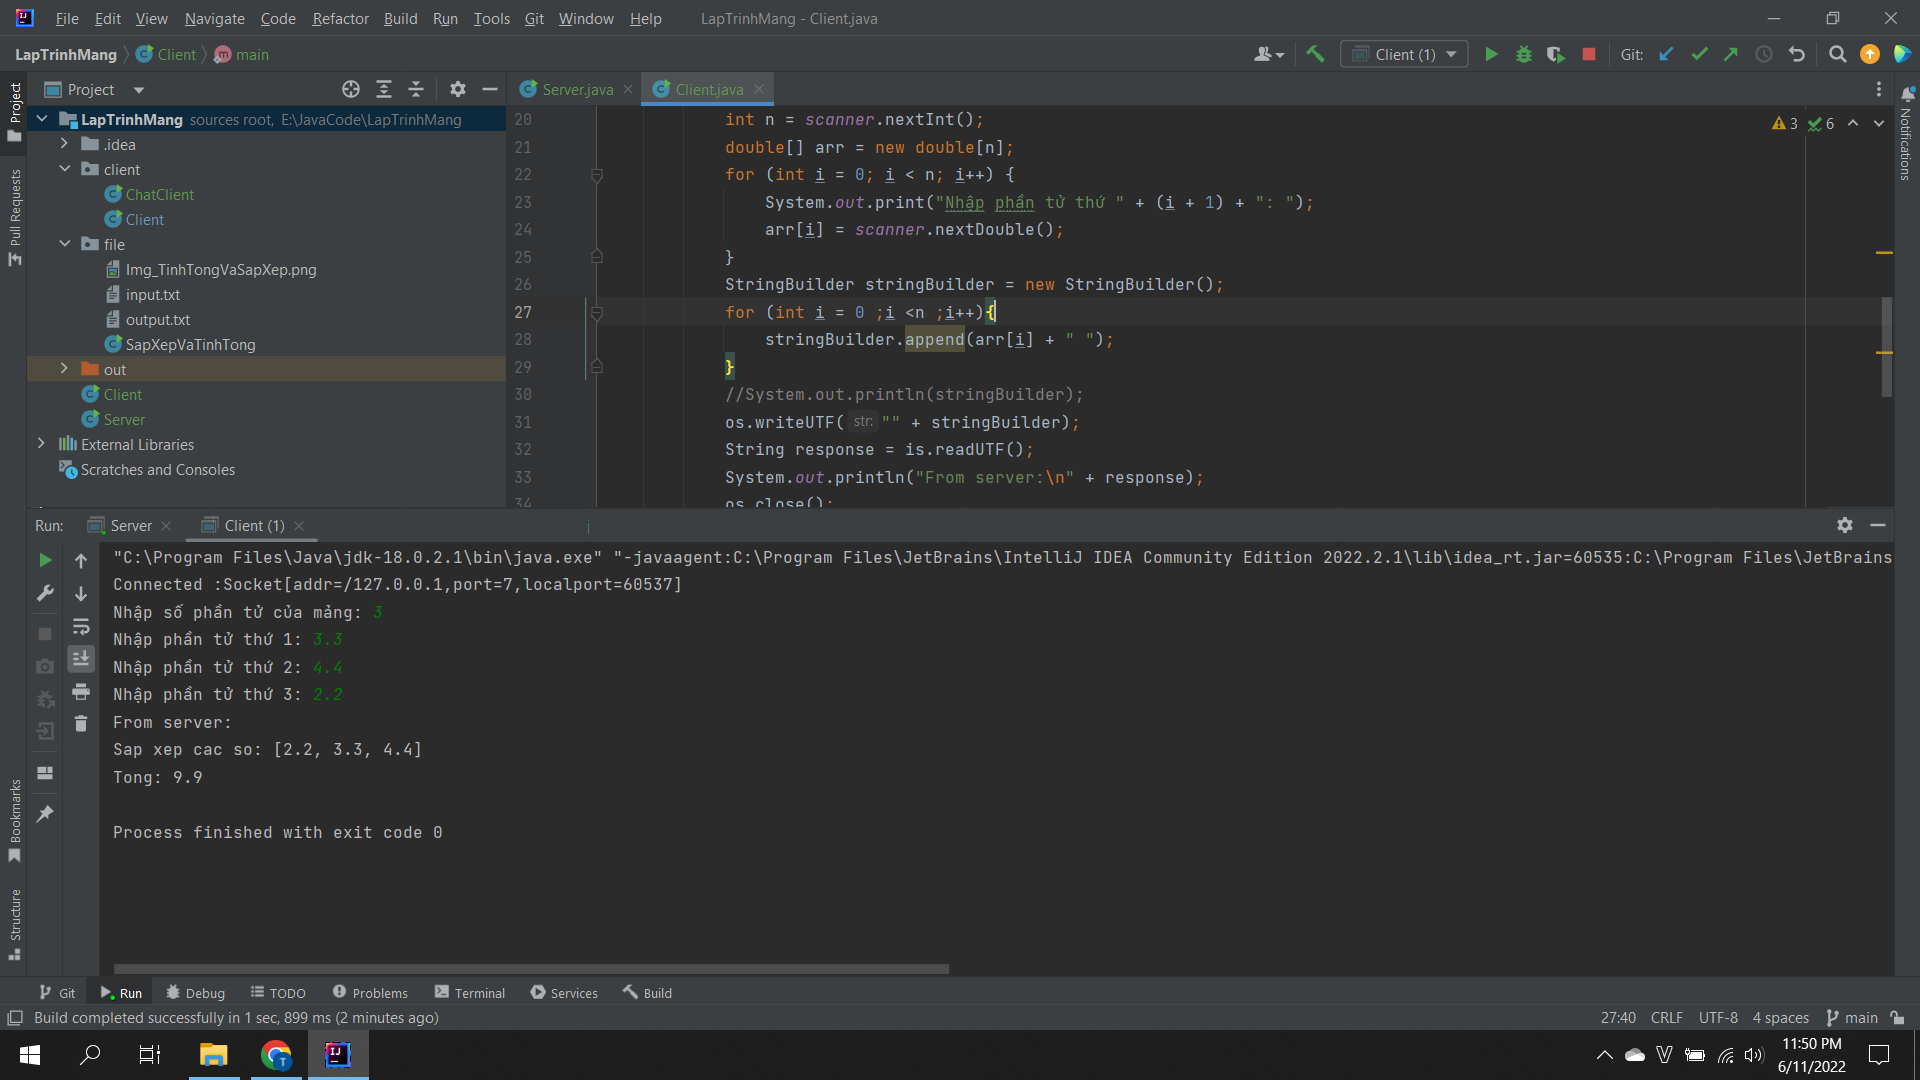 File Edit View Navigate Code Refactor Build Run Tools Git Window Help LapTrinhMang - Client.java
LapTrinhMang Client main Client (1) Git:
Project
Server.java Client.java
LapTrinhMang sources root, E:\JavaCode\LapTrinhMang
.idea
client
ChatClient
Client
file
Img_TinhTongVaSapXep.png
input.txt
output.txt
SapXepVaTinhTong
out
Client
Server
External Libraries
Scratches and Consoles
Project
Pull Requests
Bookmarks
Structure
Notifications
3 6
20 int n = scanner.nextInt();
21 double[] arr = new double[n];
22 for (int i = 0; i < n; i++) {
23 System.out.print("Nhập phần tử thứ " + (i + 1) + ": ");
24 arr[i] = scanner.nextDouble();
25 }
26 StringBuilder stringBuilder = new StringBuilder();
27 for (int i = 0 ;i <n ;i++){
28 stringBuilder.append(arr[i] + " ");
29 }
30 //System.out.println(stringBuilder);
31 os.writeUTF( str: "" + stringBuilder);
32 String response = is.readUTF();
33 System.out.println("From server:\n" + response);
34 os.close();
Run: Server Client (1)
"C:\Program Files\Java\jdk-18.0.2.1\bin\java.exe" "-javaagent:C:\Program Files\JetBrains\IntelliJ IDEA Community Edition 2022.2.1\lib\idea_rt.jar=60535:C:\Program Files\JetBrains
Connected :Socket[addr=/127.0.0.1,port=7,localport=60537]
Nhập số phần tử của mảng: 3
Nhập phần tử thứ 1: 3.3
Nhập phần tử thứ 2: 4.4
Nhập phần tử thứ 3: 2.2
From server:
Sap xep cac so: [2.2, 3.3, 4.4]
Tong: 9.9
Process finished with exit code 0
Git Run Debug TODO Problems Terminal Services Build
Build completed successfully in 1 sec, 899 ms (2 minutes ago) 27:40 CRLF UTF-8 4 spaces main
11:50 PM
6/11/2022